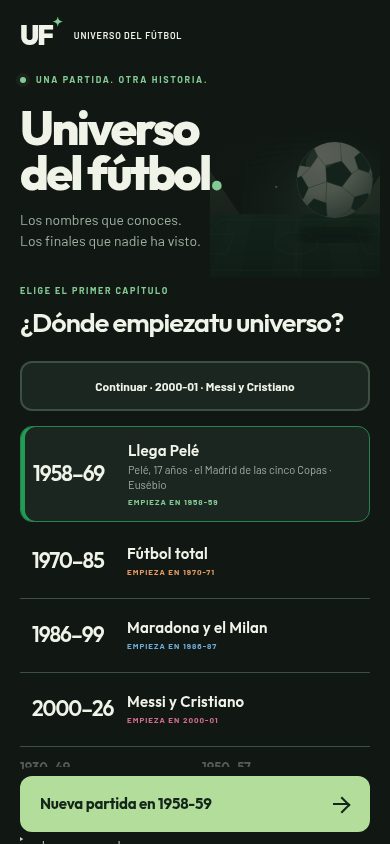 UF
UNIVERSO DEL FÚTBOL
UNA PARTIDA. OTRA HISTORIA.
Universo
del fútbol.
Los nombres que conoces.
Los finales que nadie ha visto.
ELIGE EL PRIMER CAPÍTULO
¿Dónde empiezatu universo?
Continuar · 2000-01 · Messi y Cristiano
1958–69
Llega Pelé
Pelé, 17 años · el Madrid de las cinco Copas ·
Eusébio
EMPIEZA EN 1958-59
1970–85
Fútbol total
EMPIEZA EN 1970-71
1986–99
Maradona y el Milan
EMPIEZA EN 1986-87
2000–26
Messi y Cristiano
EMPIEZA EN 2000-01
1930–49
1950–57
Nueva partida en 1958-59